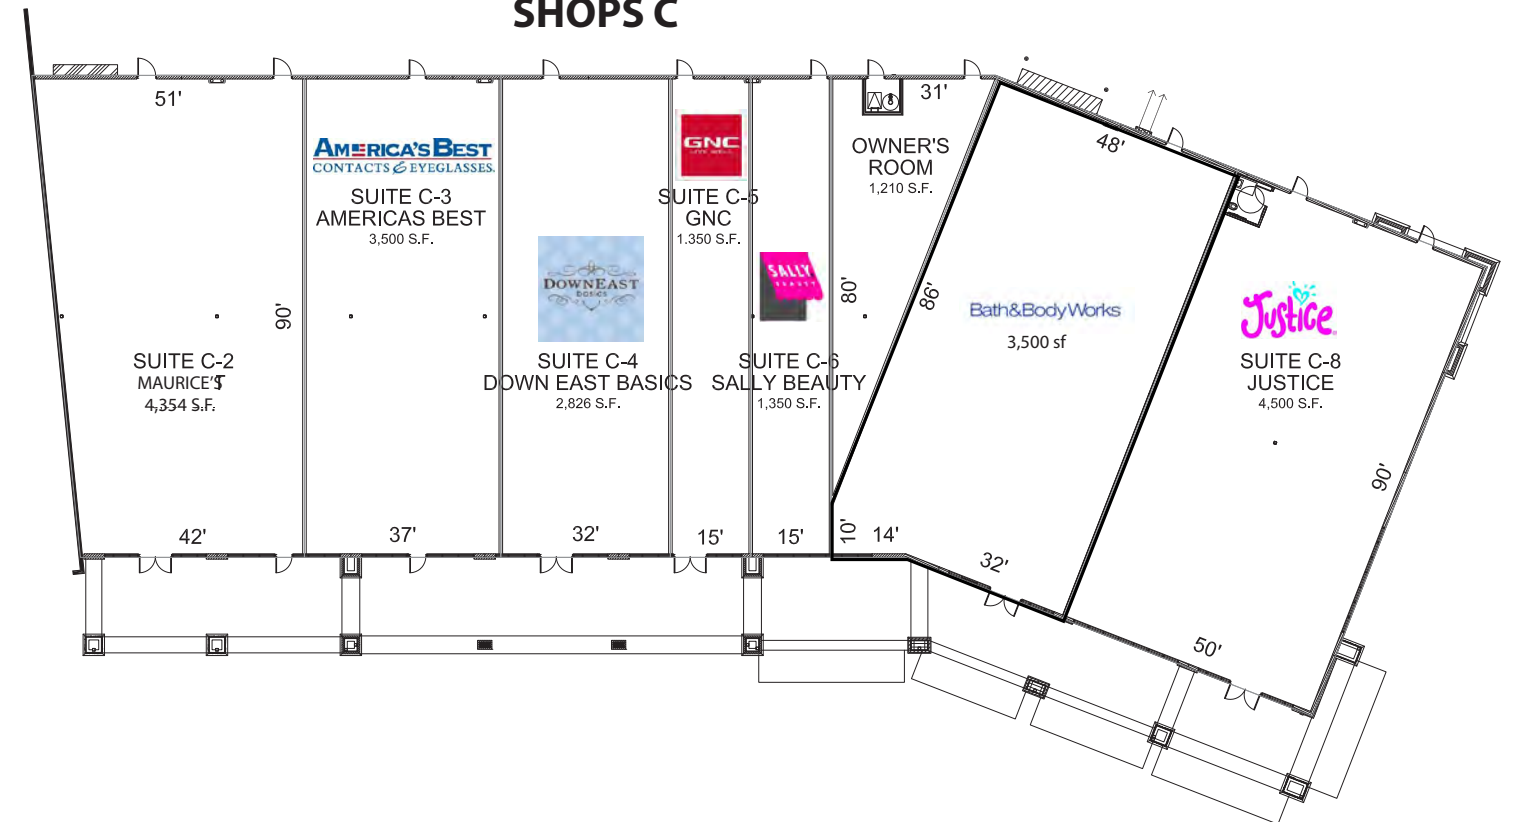 SHOPS C
51'
90'
SUITE C-2
MAURICE'S
4,354 S.F.
42'
AMERICA'S BEST
CONTACTS & EYEGLASSES.
SUITE C-3
AMERICAS BEST
3,500 S.F.
37'
DOWNEAST
BASICS
SUITE C-4
DOWN EAST BASICS
2,826 S.F.
32'
GNC
LIVE WELL
SUITE C-5
GNC
1.350 S.F.
15'
SALLY
BEAUTY
SUITE C-6
SALLY BEAUTY
1,350 S.F.
15'
31'
OWNER'S
ROOM
1,210 S.F.
80'
86'
10'
14'
48'
Bath&BodyWorks
3,500 sf
32'
Justice
SUITE C-8
JUSTICE
4,500 S.F.
90'
50'